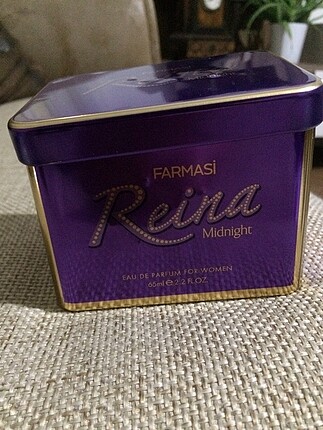 FARMASİ
Reina
Midnight
EAU DE PARFUM FOR WOMEN
65ml ℮ 2.2 FL.OZ.